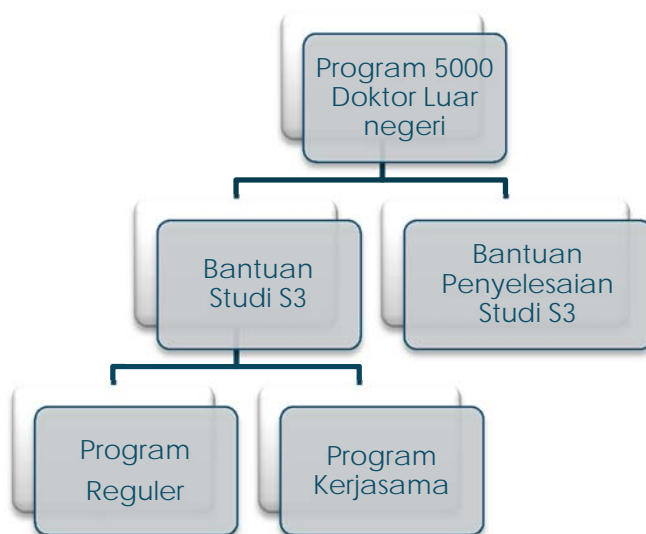 Program 5000
Doktor Luar
negeri
Bantuan
Studi S3
Bantuan
Penyelesaian
Studi S3
Program
Reguler
Program
Kerjasama